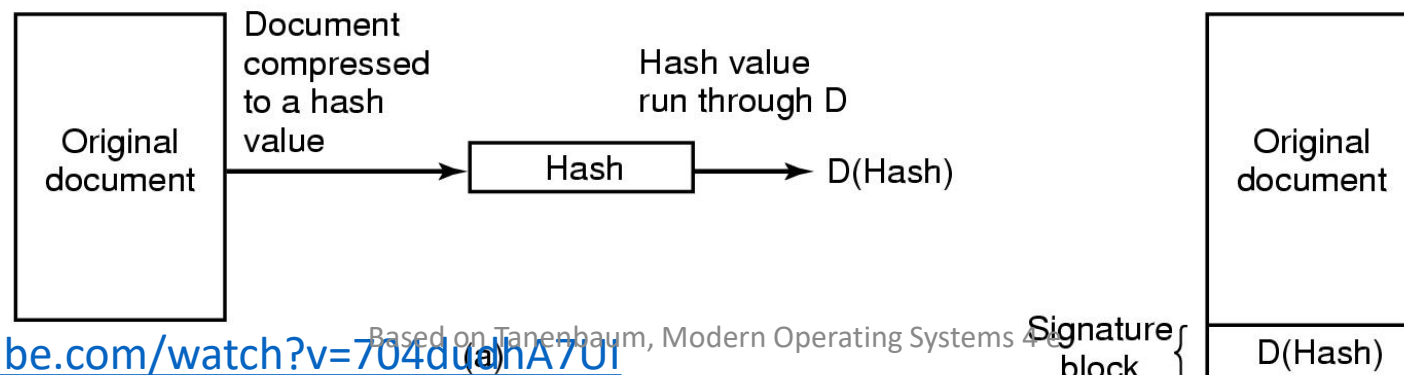 Document
compressed
to a hash
value
Hash value
run through D
Original
document
Hash
D(Hash)
Original
document
Based on Tanenbaum, Modern Operating Systems 4 e
be.com/watch?v=704dudhA7UI
(a)
Signature
block
D(Hash)